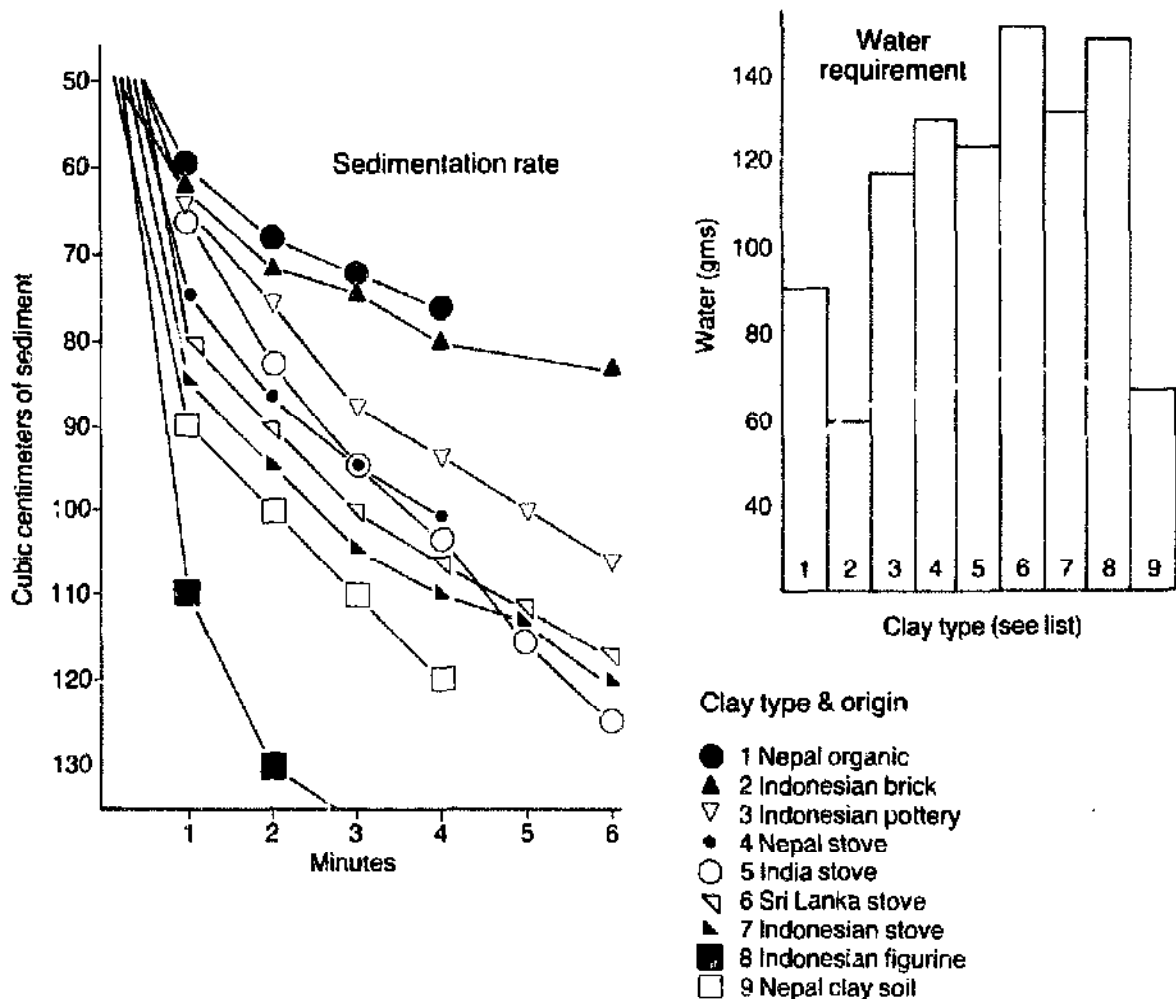 50
60
70
80
90
100
110
120
130
Cubic centimeters of sediment
Sedimentation rate
1 2 3 4 5 6
Minutes
Water
requirement
140
120
100
80
60
40
Water (gms)
1 2 3 4 5 6 7 8 9
Clay type (see list)
Clay type & origin
1 Nepal organic
2 Indonesian brick
3 Indonesian pottery
4 Nepal stove
5 India stove
6 Sri Lanka stove
7 Indonesian stove
8 Indonesian figurine
9 Nepal clay soil